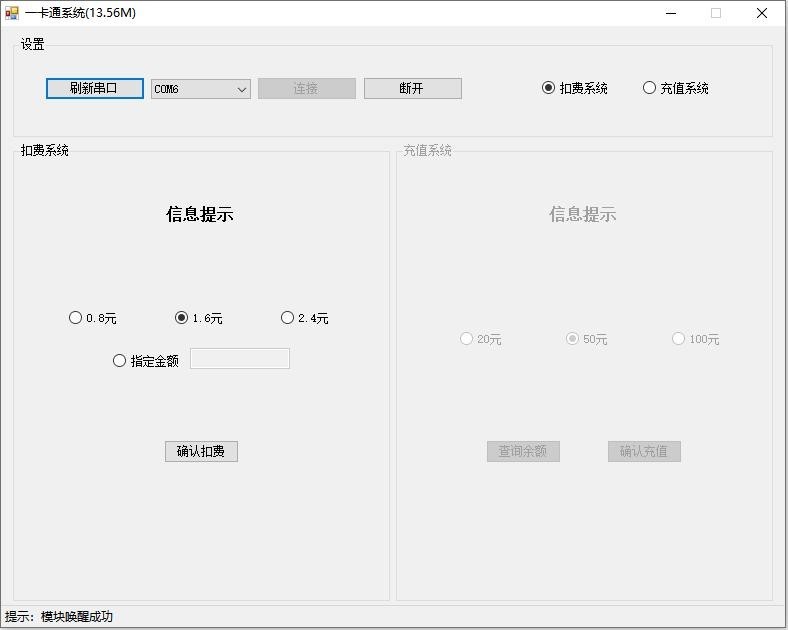 一卡通系统(13.56M)
设置
刷新串口 COM6 连接 断开 扣费系统 充值系统
扣费系统
信息提示
0.8元 1.6元 2.4元
指定金额
确认扣费
充值系统
信息提示
20元 50元 100元
查询余额 确认充值
提示：模块唤醒成功